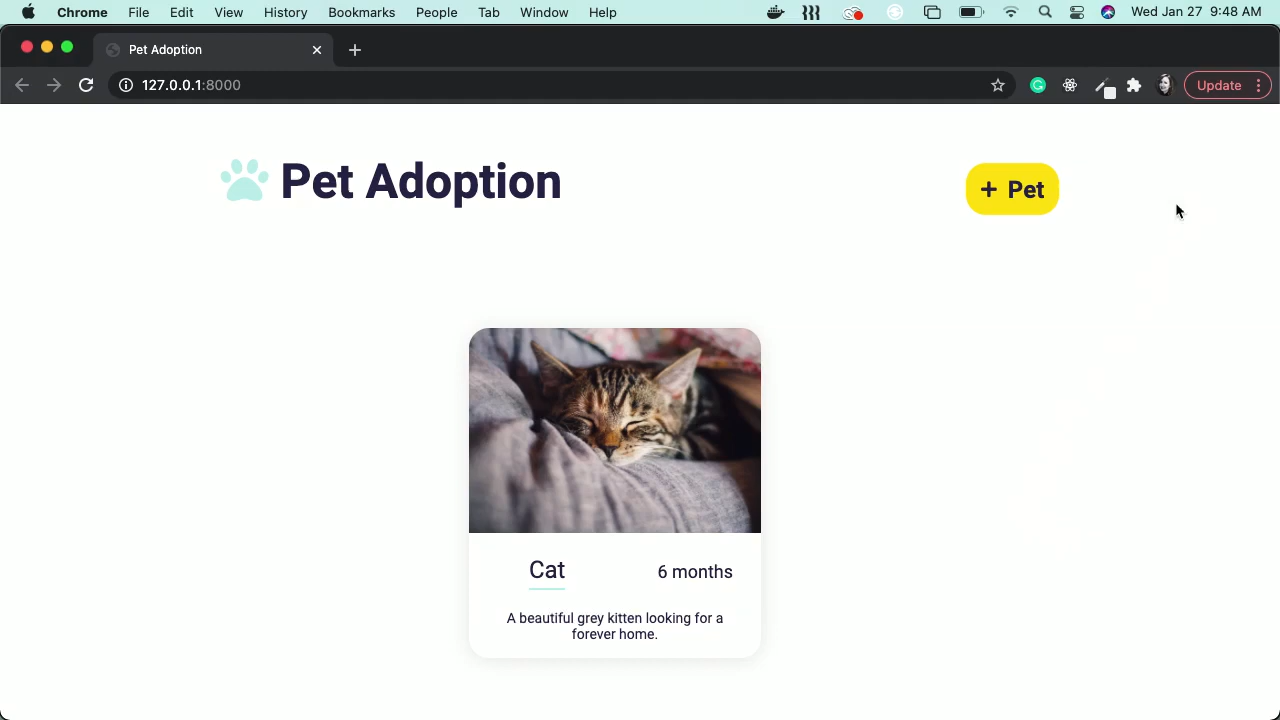 Chrome File Edit View History Bookmarks People Tab Window Help Wed Jan 27 9:48 AM
Pet Adoption
127.0.0.1:8000 Update
Pet Adoption
+ Pet
Cat 6 months
A beautiful grey kitten looking for a
forever home.